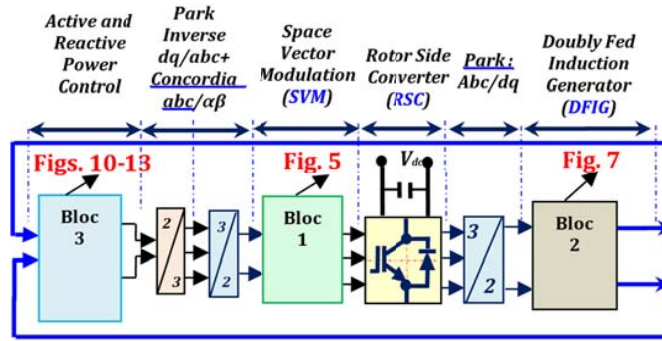 Active and
Reactive
Power
Control
Park
Inverse
dq/abc+
Concordia
abc/αβ
Space
Vector
Modulation
(SVM)
Rotor Side
Converter
(RSC)
Park:
Abc/dq
Doubly Fed
Induction
Generator
(DFIG)
Figs. 10-13
Fig. 5
Vdc
Fig. 7
Bloc
3
2
3
3
2
Bloc
1
3
2
Bloc
2